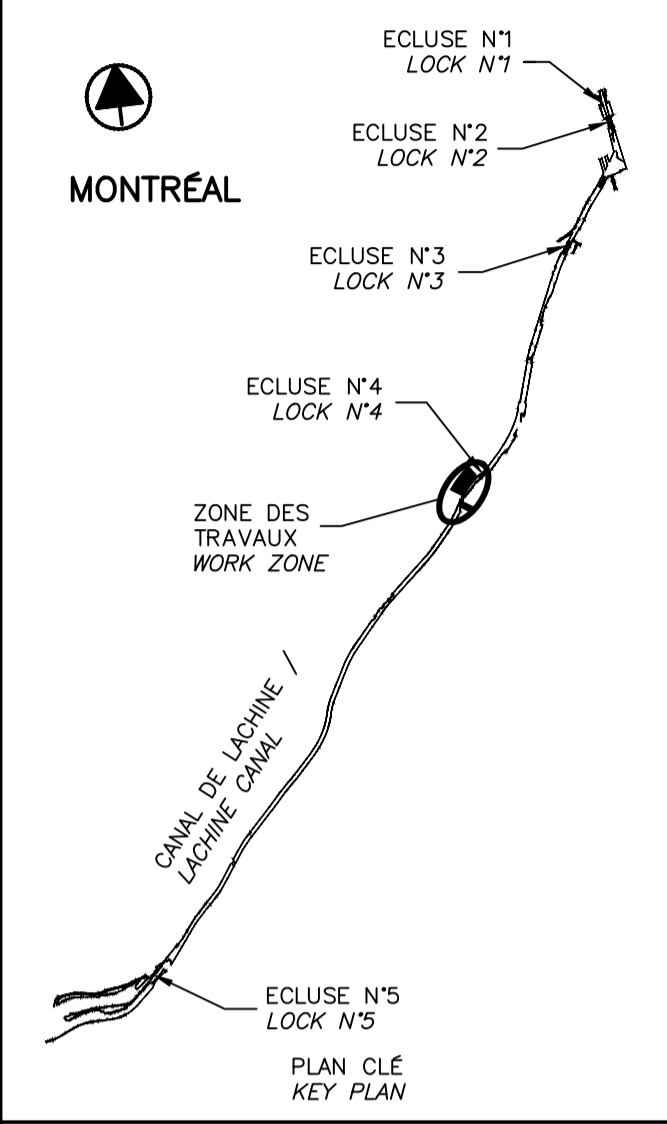 ECLUSE N°1
LOCK N°1
ECLUSE N°2
LOCK N°2
MONTRÉAL
ECLUSE N°3
LOCK N°3
ECLUSE N°4
LOCK N°4
ZONE DES
TRAVAUX
WORK ZONE
CANAL DE LACHINE /
LACHINE CANAL
ECLUSE N°5
LOCK N°5
PLAN CLÉ
KEY PLAN